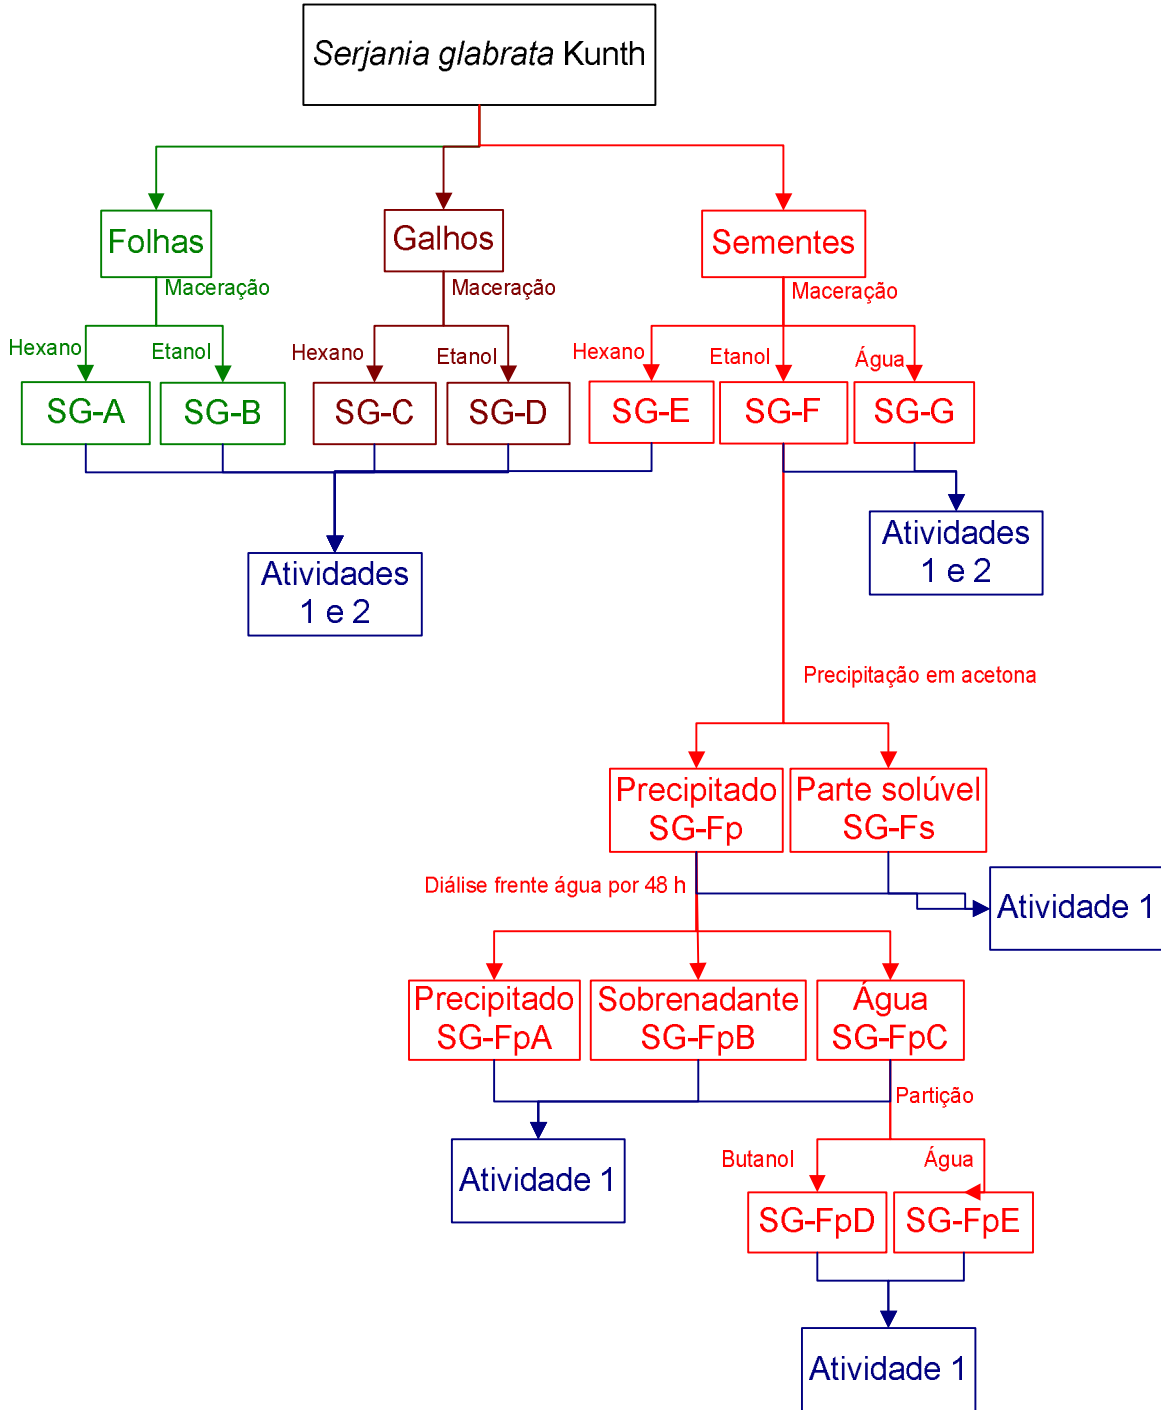 Serjania glabrata Kunth
Folhas
Galhos
Sementes
Maceração
Maceração
Maceração
Hexano
Etanol
Hexano
Etanol
Hexano
Etanol
Água
SG-A
SG-B
SG-C
SG-D
SG-E
SG-F
SG-G
Atividades
1 e 2
Atividades
1 e 2
Precipitação em acetona
Precipitado
SG-Fp
Parte solúvel
SG-Fs
Diálise frente água por 48 h
Atividade 1
Precipitado
SG-FpA
Sobrenadante
SG-FpB
Água
SG-FpC
Partição
Atividade 1
Butanol
Água
SG-FpD
SG-FpE
Atividade 1